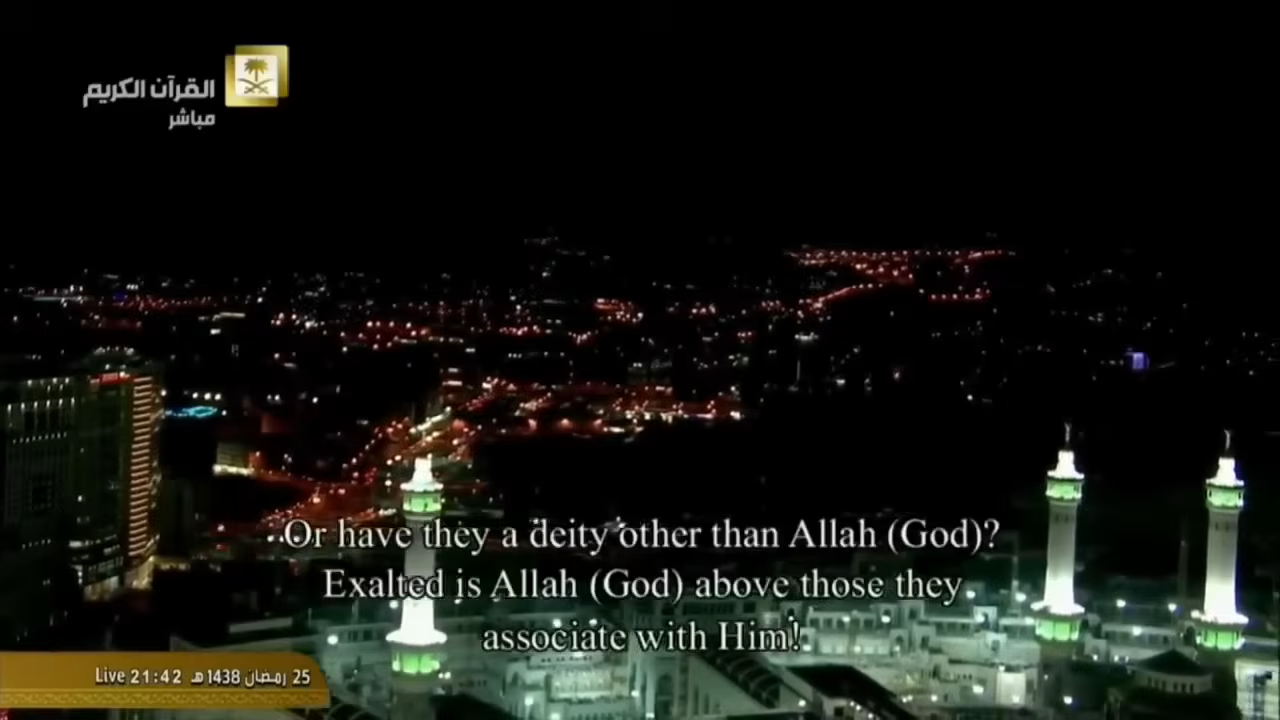 القرآن الكريم
مباشر
Or have they a deity other than Allah (God)?
Exalted is Allah (God) above those they
associate with Him!
Live 21:42 25 رمضان 1438 هـ